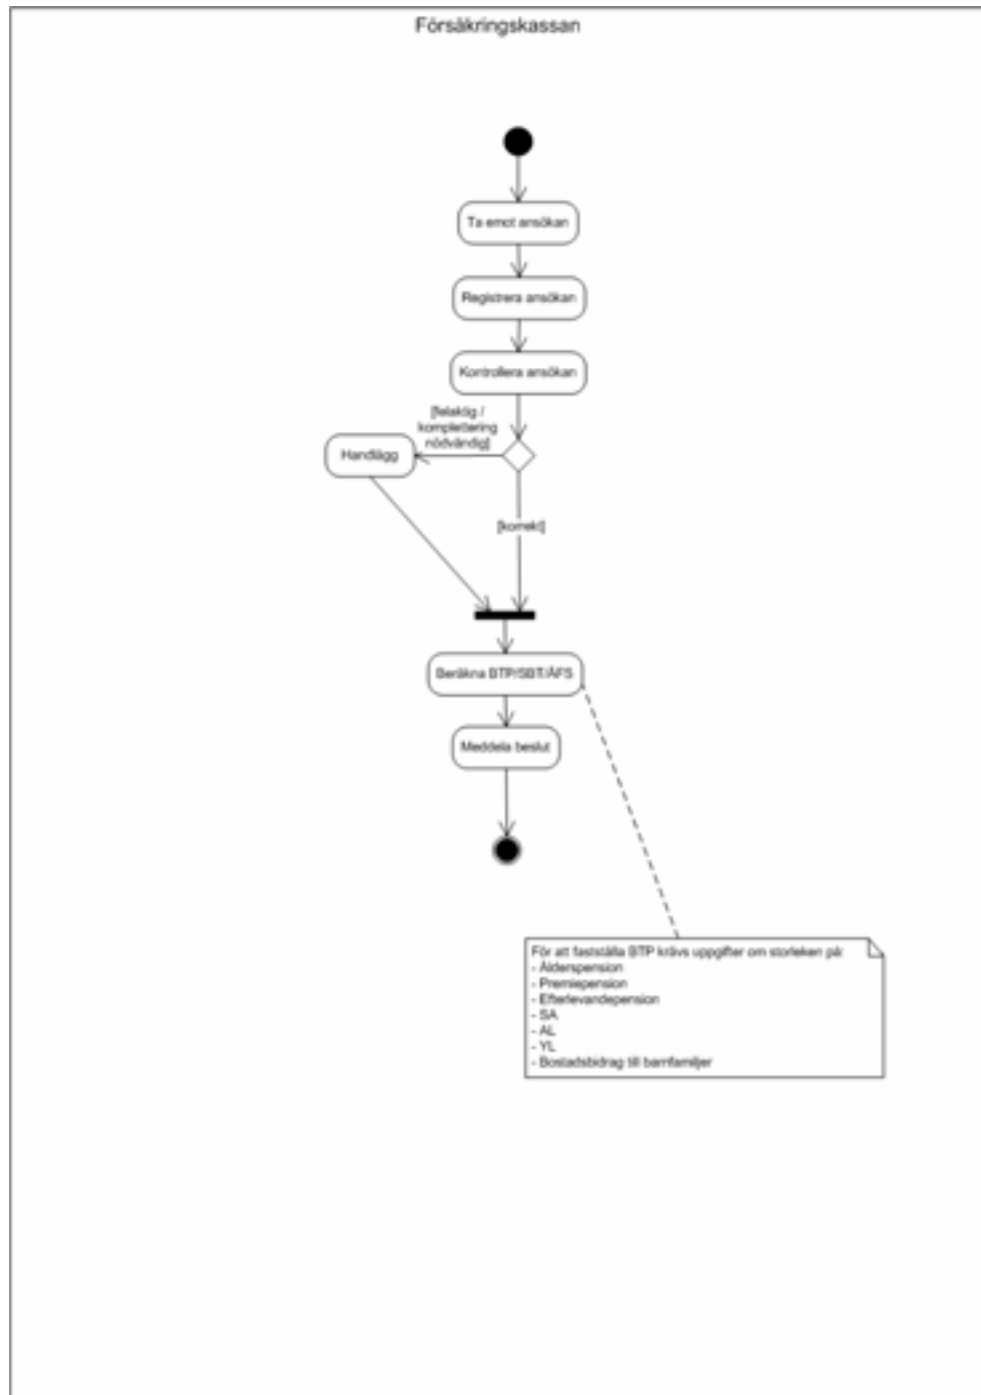 Försäkringskassan
Ta emot ansökan
Registrera ansökan
Kontrollera ansökan
[felaktig /
komplettering
nödvändig]
Handlägg
[korrekt]
Beräkna BTP/SBT/ÄFS
Meddela beslut
För att fastställa BTP krävs uppgifter om storleken på:
- Ålderspension
- Premiepension
- Efterlevandepension
- SA
- AL
- YL
- Bostadsbidrag till barnfamiljer